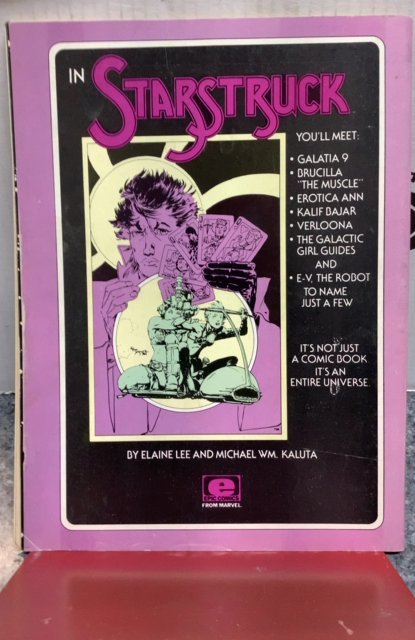 IN STARSTRUCK
YOU'LL MEET:
• GALATIA 9
• BRUCILLA
"THE MUSCLE"
• EROTICA ANN
• KALIF BAJAR
• VERLOONA
• THE GALACTIC
GIRL GUIDES
AND
• E-V, THE ROBOT
TO NAME
JUST A FEW
IT'S NOT JUST
A COMIC BOOK
IT'S AN
ENTIRE UNIVERSE
BY ELAINE LEE AND MICHAEL WM. KALUTA
e
EPIC COMICS
FROM MARVEL